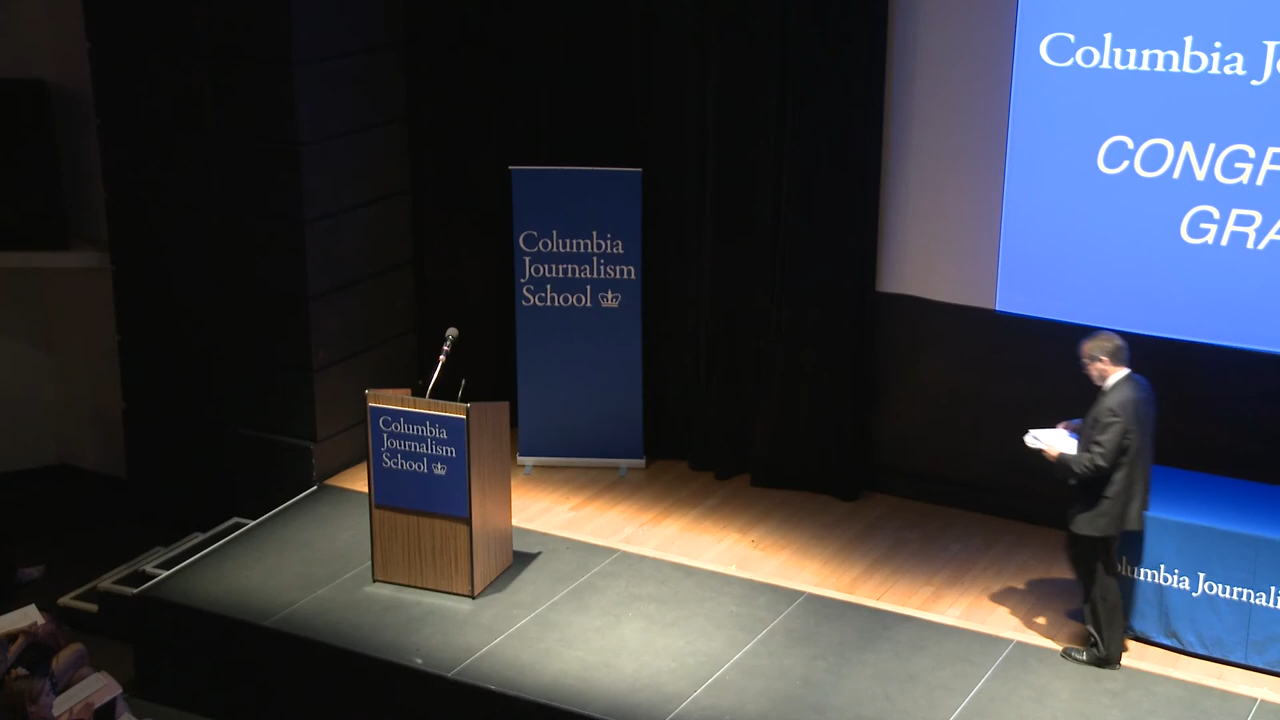 Columbia J
CONGR
GRA
Columbia
Journalism
School
Columbia
Journalism
School
olumbia Journali